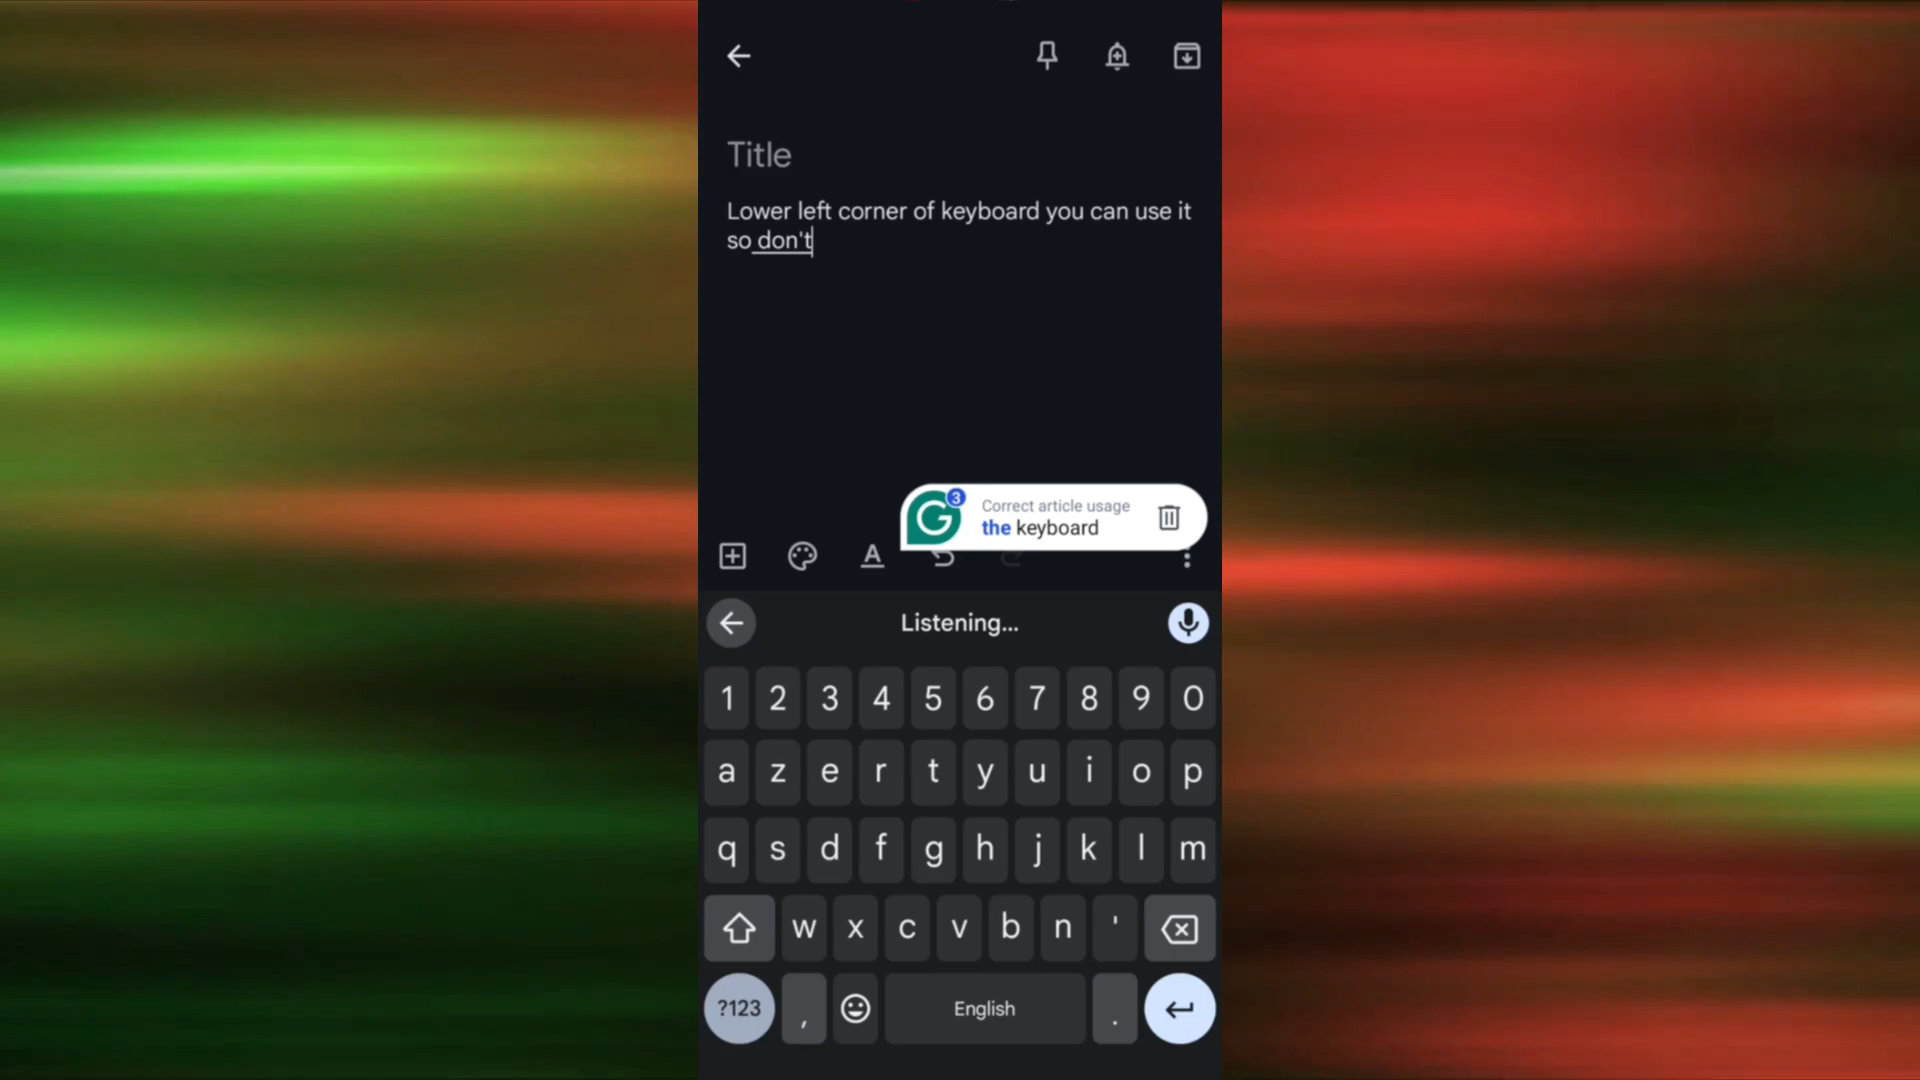 Title
Lower left corner of keyboard you can use it
so don't
3
Correct article usage
the keyboard
A
Listening...
1 2 3 4 5 6 7 8 9 0
a z e r t y u i o p
q s d f g h j k l m
w x c v b n '
?123 , English .